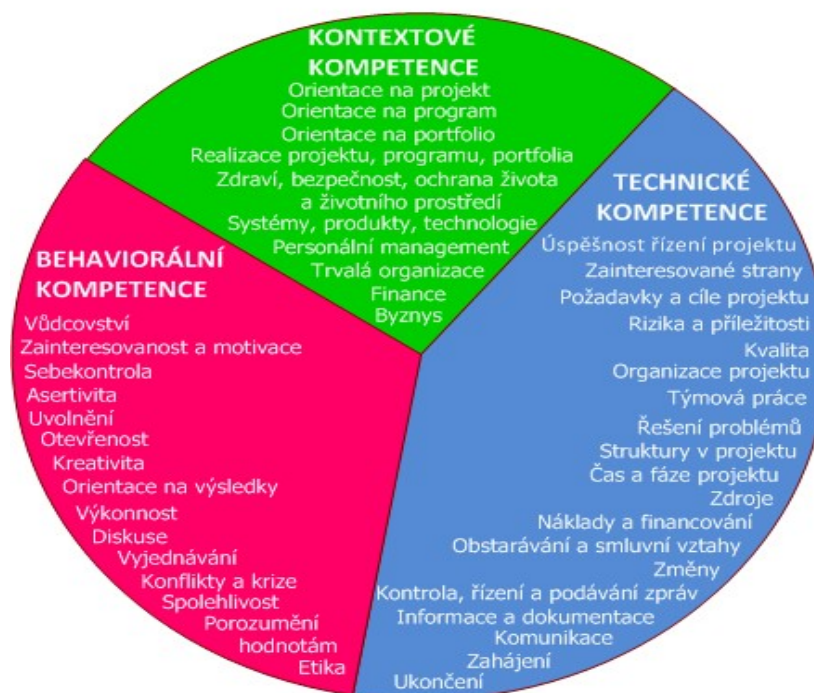 KONTEXTOVÉ
KOMPETENCE
Orientace na projekt
Orientace na program
Orientace na portfolio
Realizace projektu, programu, portfolia
Zdraví, bezpečnost, ochrana života
a životního prostředí
Systémy, produkty, technologie
Personální management
Trvalá organizace
Finance
Byznys
TECHNICKÉ
KOMPETENCE
Úspěšnost řízení projektu
Zainteresované strany
Požadavky a cíle projektu
Rizika a příležitosti
Kvalita
Organizace projektu
Týmová práce
Řešení problémů
Struktury v projektu
Čas a fáze projektu
Zdroje
Náklady a financování
Obstarávání a smluvní vztahy
Změny
Kontrola, řízení a podávání zpráv
Informace a dokumentace
Komunikace
Zahájení
Ukončení
BEHAVIORÁLNÍ
KOMPETENCE
Vůdcovství
Zainteresovanost a motivace
Sebekontrola
Asertivita
Uvolnění
Otevřenost
Kreativita
Orientace na výsledky
Výkonnost
Diskuse
Vyjednávání
Konflikty a krize
Spolehlivost
Porozumění
hodnotám
Etika